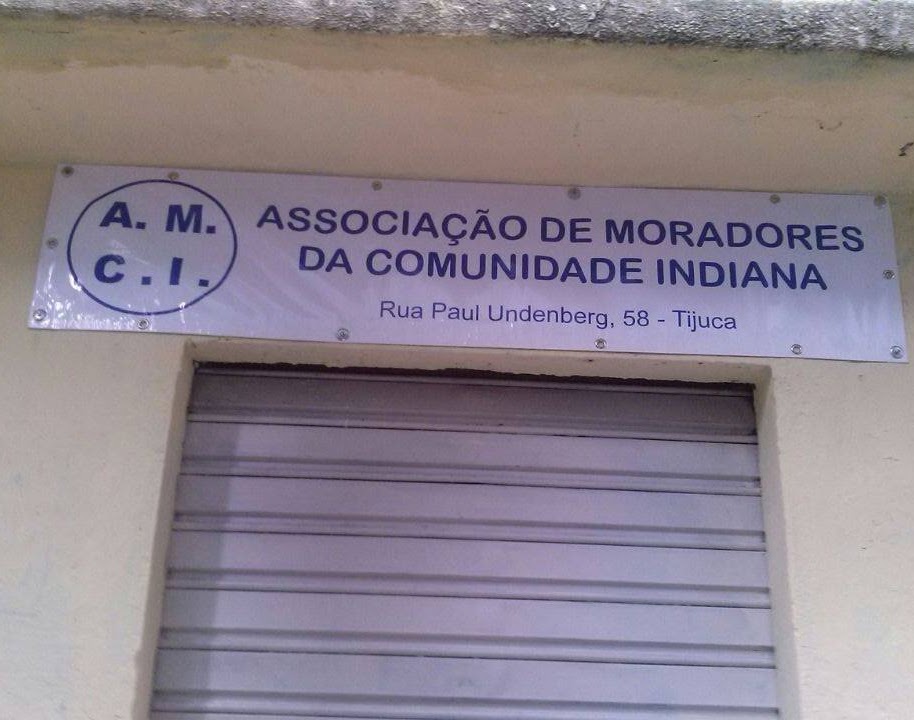 A. M.
C. I.
ASSOCIAÇÃO DE MORADORES
DA COMUNIDADE INDIANA
Rua Paul Undenberg, 58 - Tijuca